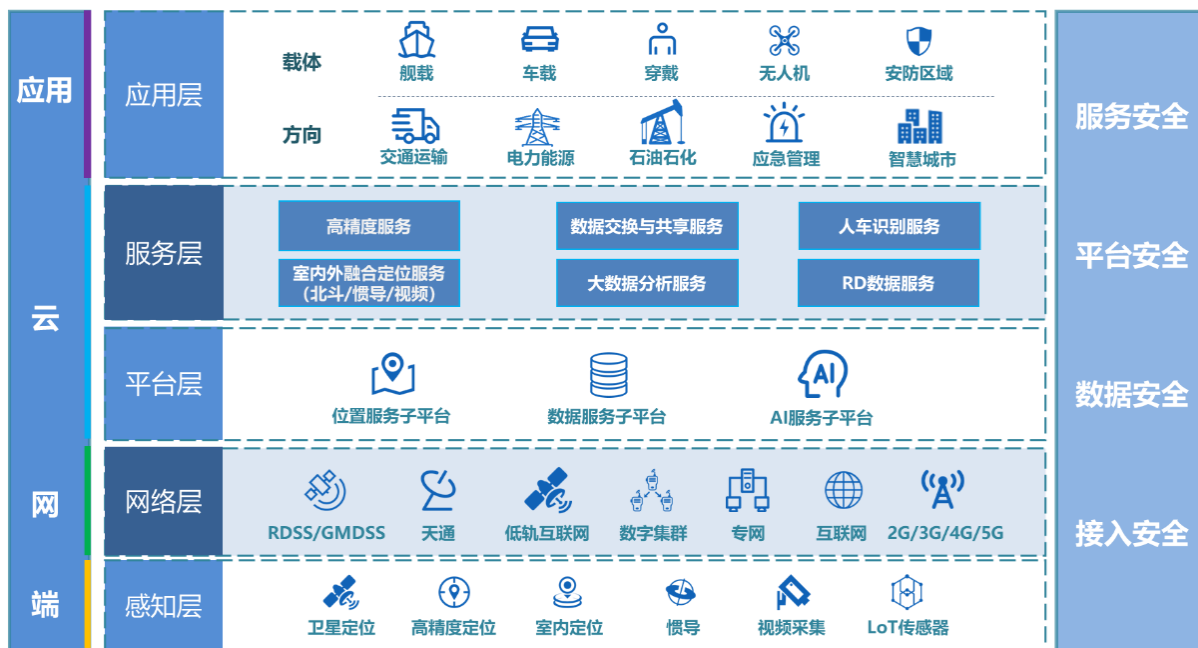 应用
应用层
载体
舰载
车载
穿戴
无人机
安防区域
方向
交通运输
电力能源
石油石化
应急管理
智慧城市
云
服务层
高精度服务
数据交换与共享服务
人车识别服务
室内外融合定位服务
（北斗/惯导/视频）
大数据分析服务
RD数据服务
平台层
位置服务子平台
数据服务子平台
AI
AI服务子平台
网
网络层
RDSS/GMDSS
天通
低轨互联网
数字集群
专网
互联网
2G/3G/4G/5G
端
感知层
卫星定位
高精度定位
室内定位
惯导
视频采集
LoT传感器
服务安全
平台安全
数据安全
接入安全